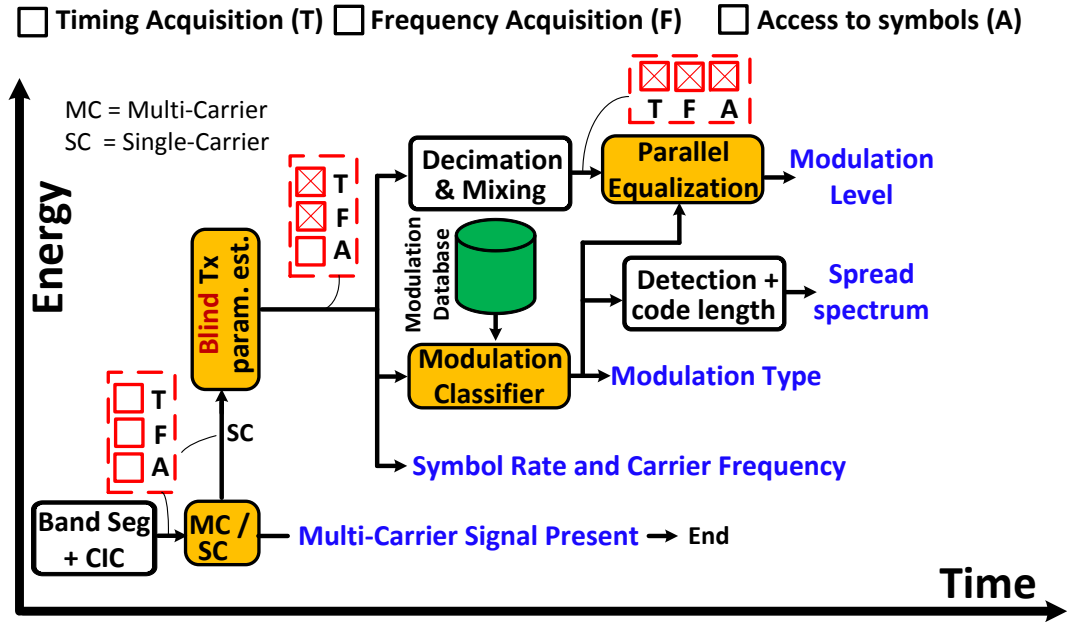 Timing Acquisition (T) Frequency Acquisition (F) Access to symbols (A)
MC = Multi-Carrier
SC = Single-Carrier
Energy
T F A
Decimation
& Mixing
Parallel
Equalization
Modulation
Level
T
F
A
Blind Tx
param. est.
Modulation
Database
Detection +
code length
Spread
spectrum
Modulation
Classifier
Modulation Type
T
F
A
SC
Symbol Rate and Carrier Frequency
Band Seg
+ CIC
MC /
SC
Multi-Carrier Signal Present
End
Time